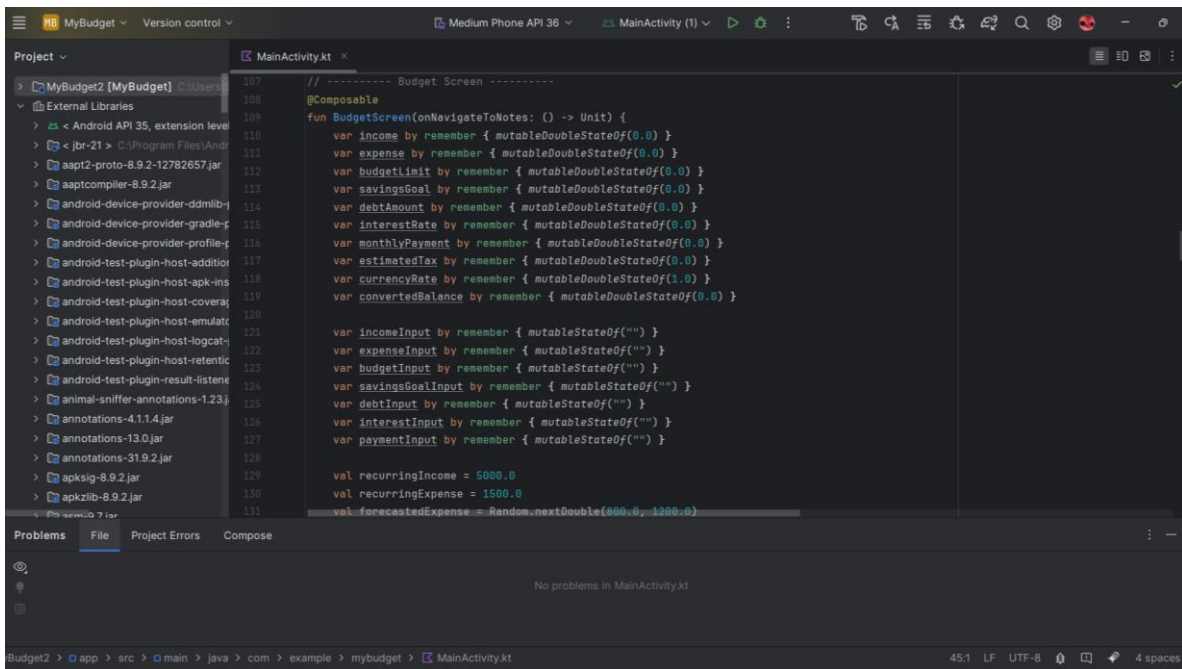 MB MyBudget Version control Medium Phone API 36 MainActivity (1)
Project MainActivity.kt
MyBudget2 [MyBudget] C:\Users
External Libraries
< Android API 35, extension leve
< jbr-21 > C:\Program Files\Andr
aapt2-proto-8.9.2-12782657.jar
aaptcompiler-8.9.2.jar
android-device-provider-ddmlib-
android-device-provider-gradle-p
android-device-provider-profile-p
android-test-plugin-host-addition
android-test-plugin-host-apk-ins
android-test-plugin-host-coverag
android-test-plugin-host-emulato
android-test-plugin-host-logcat-
android-test-plugin-host-retentic
android-test-plugin-result-listene
animal-sniffer-annotations-1.23.j
annotations-4.1.1.4.jar
annotations-13.0.jar
annotations-31.9.2.jar
apksig-8.9.2.jar
apkzlib-8.9.2.jar
asm-9.7.jar
107 // ---------- Budget Screen ----------
108 @Composable
109 fun BudgetScreen(onNavigateToNotes: () -> Unit) {
110 var income by remember { mutableDoubleStateOf(0.0) }
111 var expense by remember { mutableDoubleStateOf(0.0) }
112 var budgetLimit by remember { mutableDoubleStateOf(0.0) }
113 var savingsGoal by remember { mutableDoubleStateOf(0.0) }
114 var debtAmount by remember { mutableDoubleStateOf(0.0) }
115 var interestRate by remember { mutableDoubleStateOf(0.0) }
116 var monthlyPayment by remember { mutableDoubleStateOf(0.0) }
117 var estimatedTax by remember { mutableDoubleStateOf(0.0) }
118 var currencyRate by remember { mutableDoubleStateOf(1.0) }
119 var convertedBalance by remember { mutableDoubleStateOf(0.0) }
120
121 var incomeInput by remember { mutableStateOf("") }
122 var expenseInput by remember { mutableStateOf("") }
123 var budgetInput by remember { mutableStateOf("") }
124 var savingsGoalInput by remember { mutableStateOf("") }
125 var debtInput by remember { mutableStateOf("") }
126 var interestInput by remember { mutableStateOf("") }
127 var paymentInput by remember { mutableStateOf("") }
128
129 val recurringIncome = 5000.0
130 val recurringExpense = 1500.0
131 val forecastedExpense = Random.nextDouble(800.0, 1200.0)
Problems File Project Errors Compose
No problems in MainActivity.kt
yBudget2 > app > src > main > java > com > example > mybudget > MainActivity.kt 45:1 LF UTF-8 4 spaces